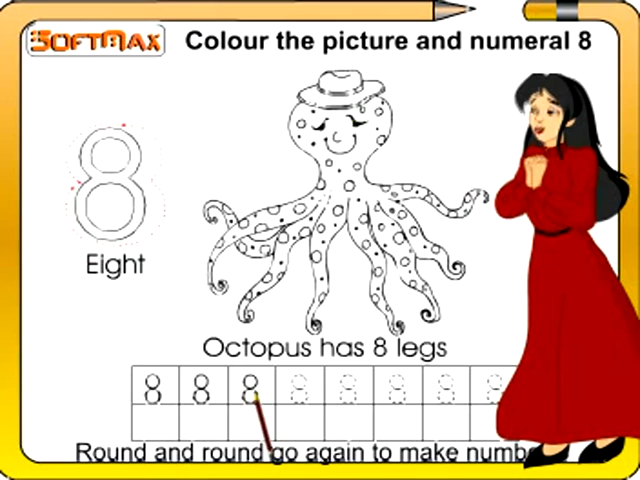 SOFTMAX
Colour the picture and numeral 8
8
Eight
Octopus has 8 legs
8 8 8 8 8 8 8 8
Round and round go again to make numb